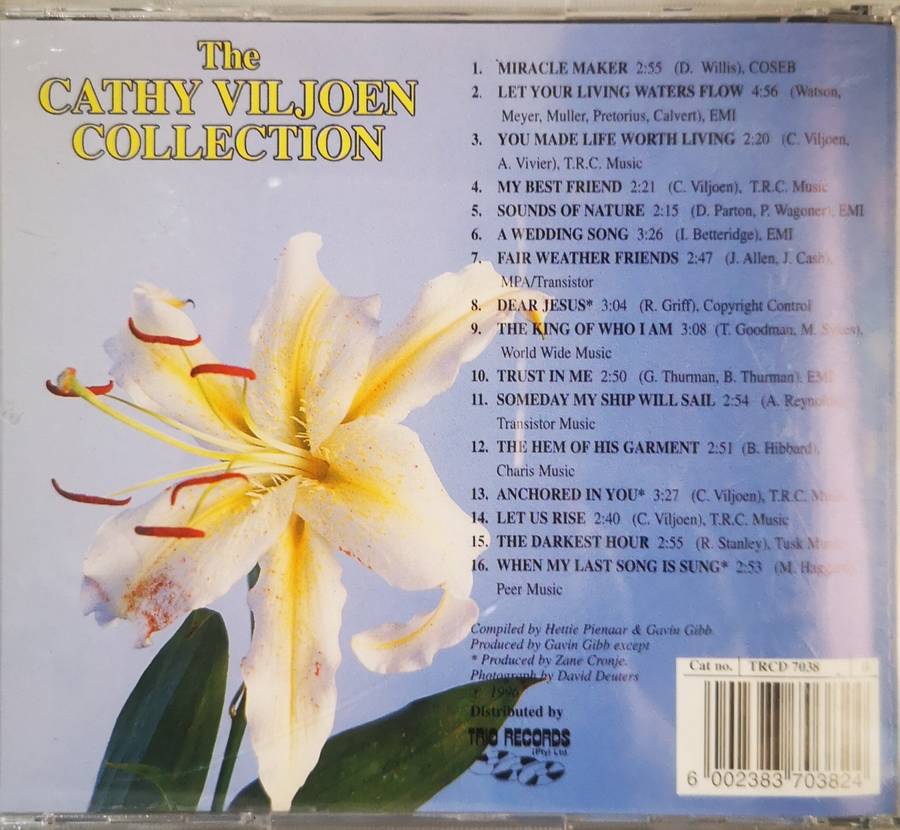 The
CATHY VILJOEN
COLLECTION
1. MIRACLE MAKER 2:55 (D. Willis), COSEB
2. LET YOUR LIVING WATERS FLOW 4:56 (Watson,
Meyer, Muller, Pretorius, Calvert), EMI
3. YOU MADE LIFE WORTH LIVING 2:20 (C. Viljoen,
A. Vivier), T.R.C. Music
4. MY BEST FRIEND 2:21 (C. Viljoen), T.R.C. Music
5. SOUNDS OF NATURE 2:15 (D. Parton, P. Wagoner), EMI
6. A WEDDING SONG 3:26 (I. Betteridge), EMI
7. FAIR WEATHER FRIENDS 2:47 (J. Allen, J. Cash),
MPA/Transistor
8. DEAR JESUS* 3:04 (R. Griff), Copyright Control
9. THE KING OF WHO I AM 3:08 (T. Goodman, M. Sykes),
World Wide Music
10. TRUST IN ME 2:50 (G. Thurman, B. Thurman), EMI
11. SOMEDAY MY SHIP WILL SAIL 2:54 (A. Reynolds),
Transistor Music
12. THE HEM OF HIS GARMENT 2:51 (B. Hibbard),
Charis Music
13. ANCHORED IN YOU* 3:27 (C. Viljoen), T.R.C. Music
14. LET US RISE 2:40 (C. Viljoen), T.R.C. Music
15. THE DARKEST HOUR 2:55 (R. Stanley), Tusk Music
16. WHEN MY LAST SONG IS SUNG* 2:53 (M. Haggard),
Peer Music
Compiled by Hettie Pienaar & Gavin Gibb
Produced by Gavin Gibb except
* Produced by Zane Cronje.
Photograph by David Deuters
℗ 1996
Distributed by
TRIO RECORDS
(Pty) Ltd.
Cat no. TRCD 7038
6 002383 703824